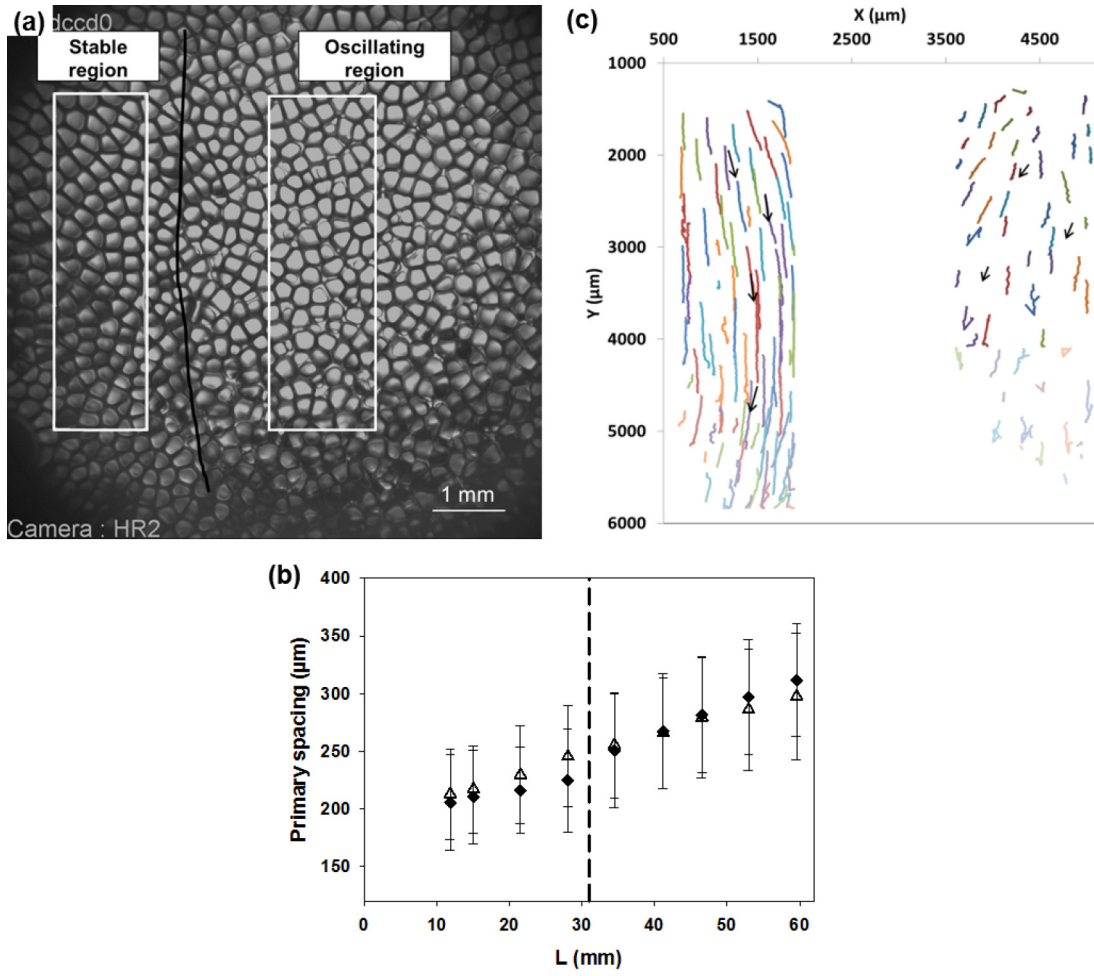 (a)
dccd0
Stable
region
Oscillating
region
1 mm
Camera : HR2
(c)
X (µm)
500 1500 2500 3500 4500
1000
2000
3000
4000
5000
6000
Y (µm)
(b)
400
350
300
250
200
150
Primary spacing (µm)
0 10 20 30 40 50 60
L (mm)